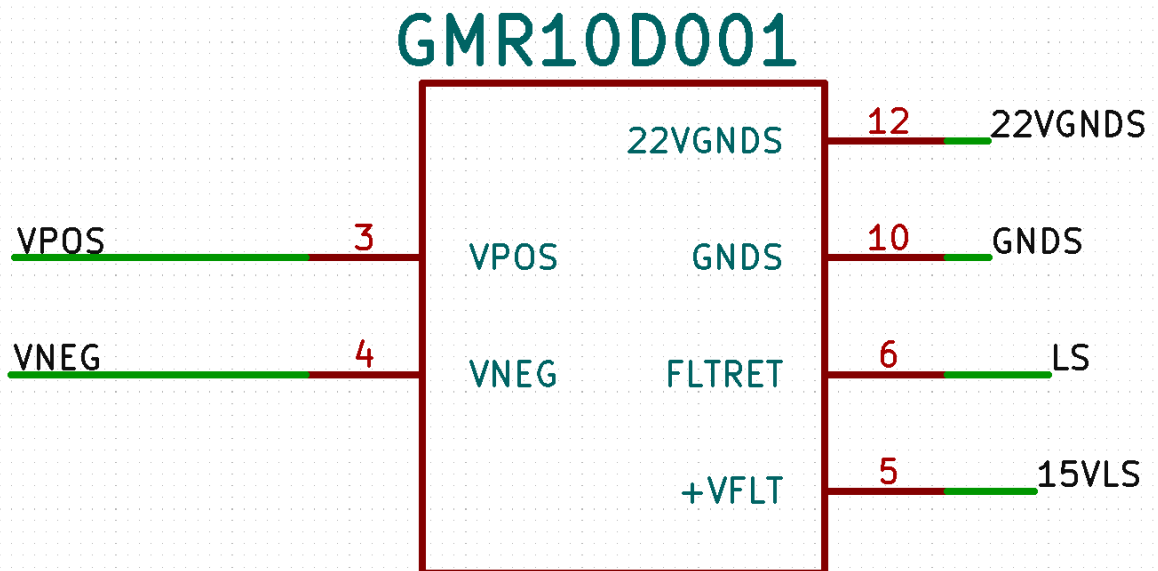 GMR10D001
22VGNDS 12 22VGNDS
VPOS 3 VPOS GNDS 10 GNDS
VNEG 4 VNEG FLTRET 6 LS
+VFLT 5 15VLS